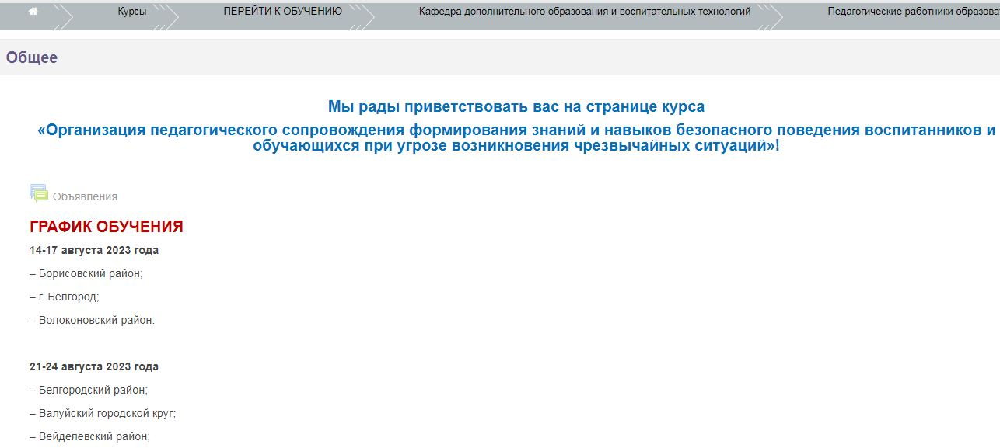 Курсы ПЕРЕЙТИ К ОБУЧЕНИЮ Кафедра дополнительного образования и воспитательных технологий Педагогические работники
Общее
Мы рады приветствовать вас на странице курса
«Организация педагогического сопровождения формирования знаний и навыков безопасного поведения воспитанников и
обучающихся при угрозе возникновения чрезвычайных ситуаций»!
Объявления
ГРАФИК ОБУЧЕНИЯ
14-17 августа 2023 года
– Борисовский район;
– г. Белгород;
– Волоконовский район.
21-24 августа 2023 года
– Белгородский район;
– Валуйский городской круг;
– Вейделевский район;